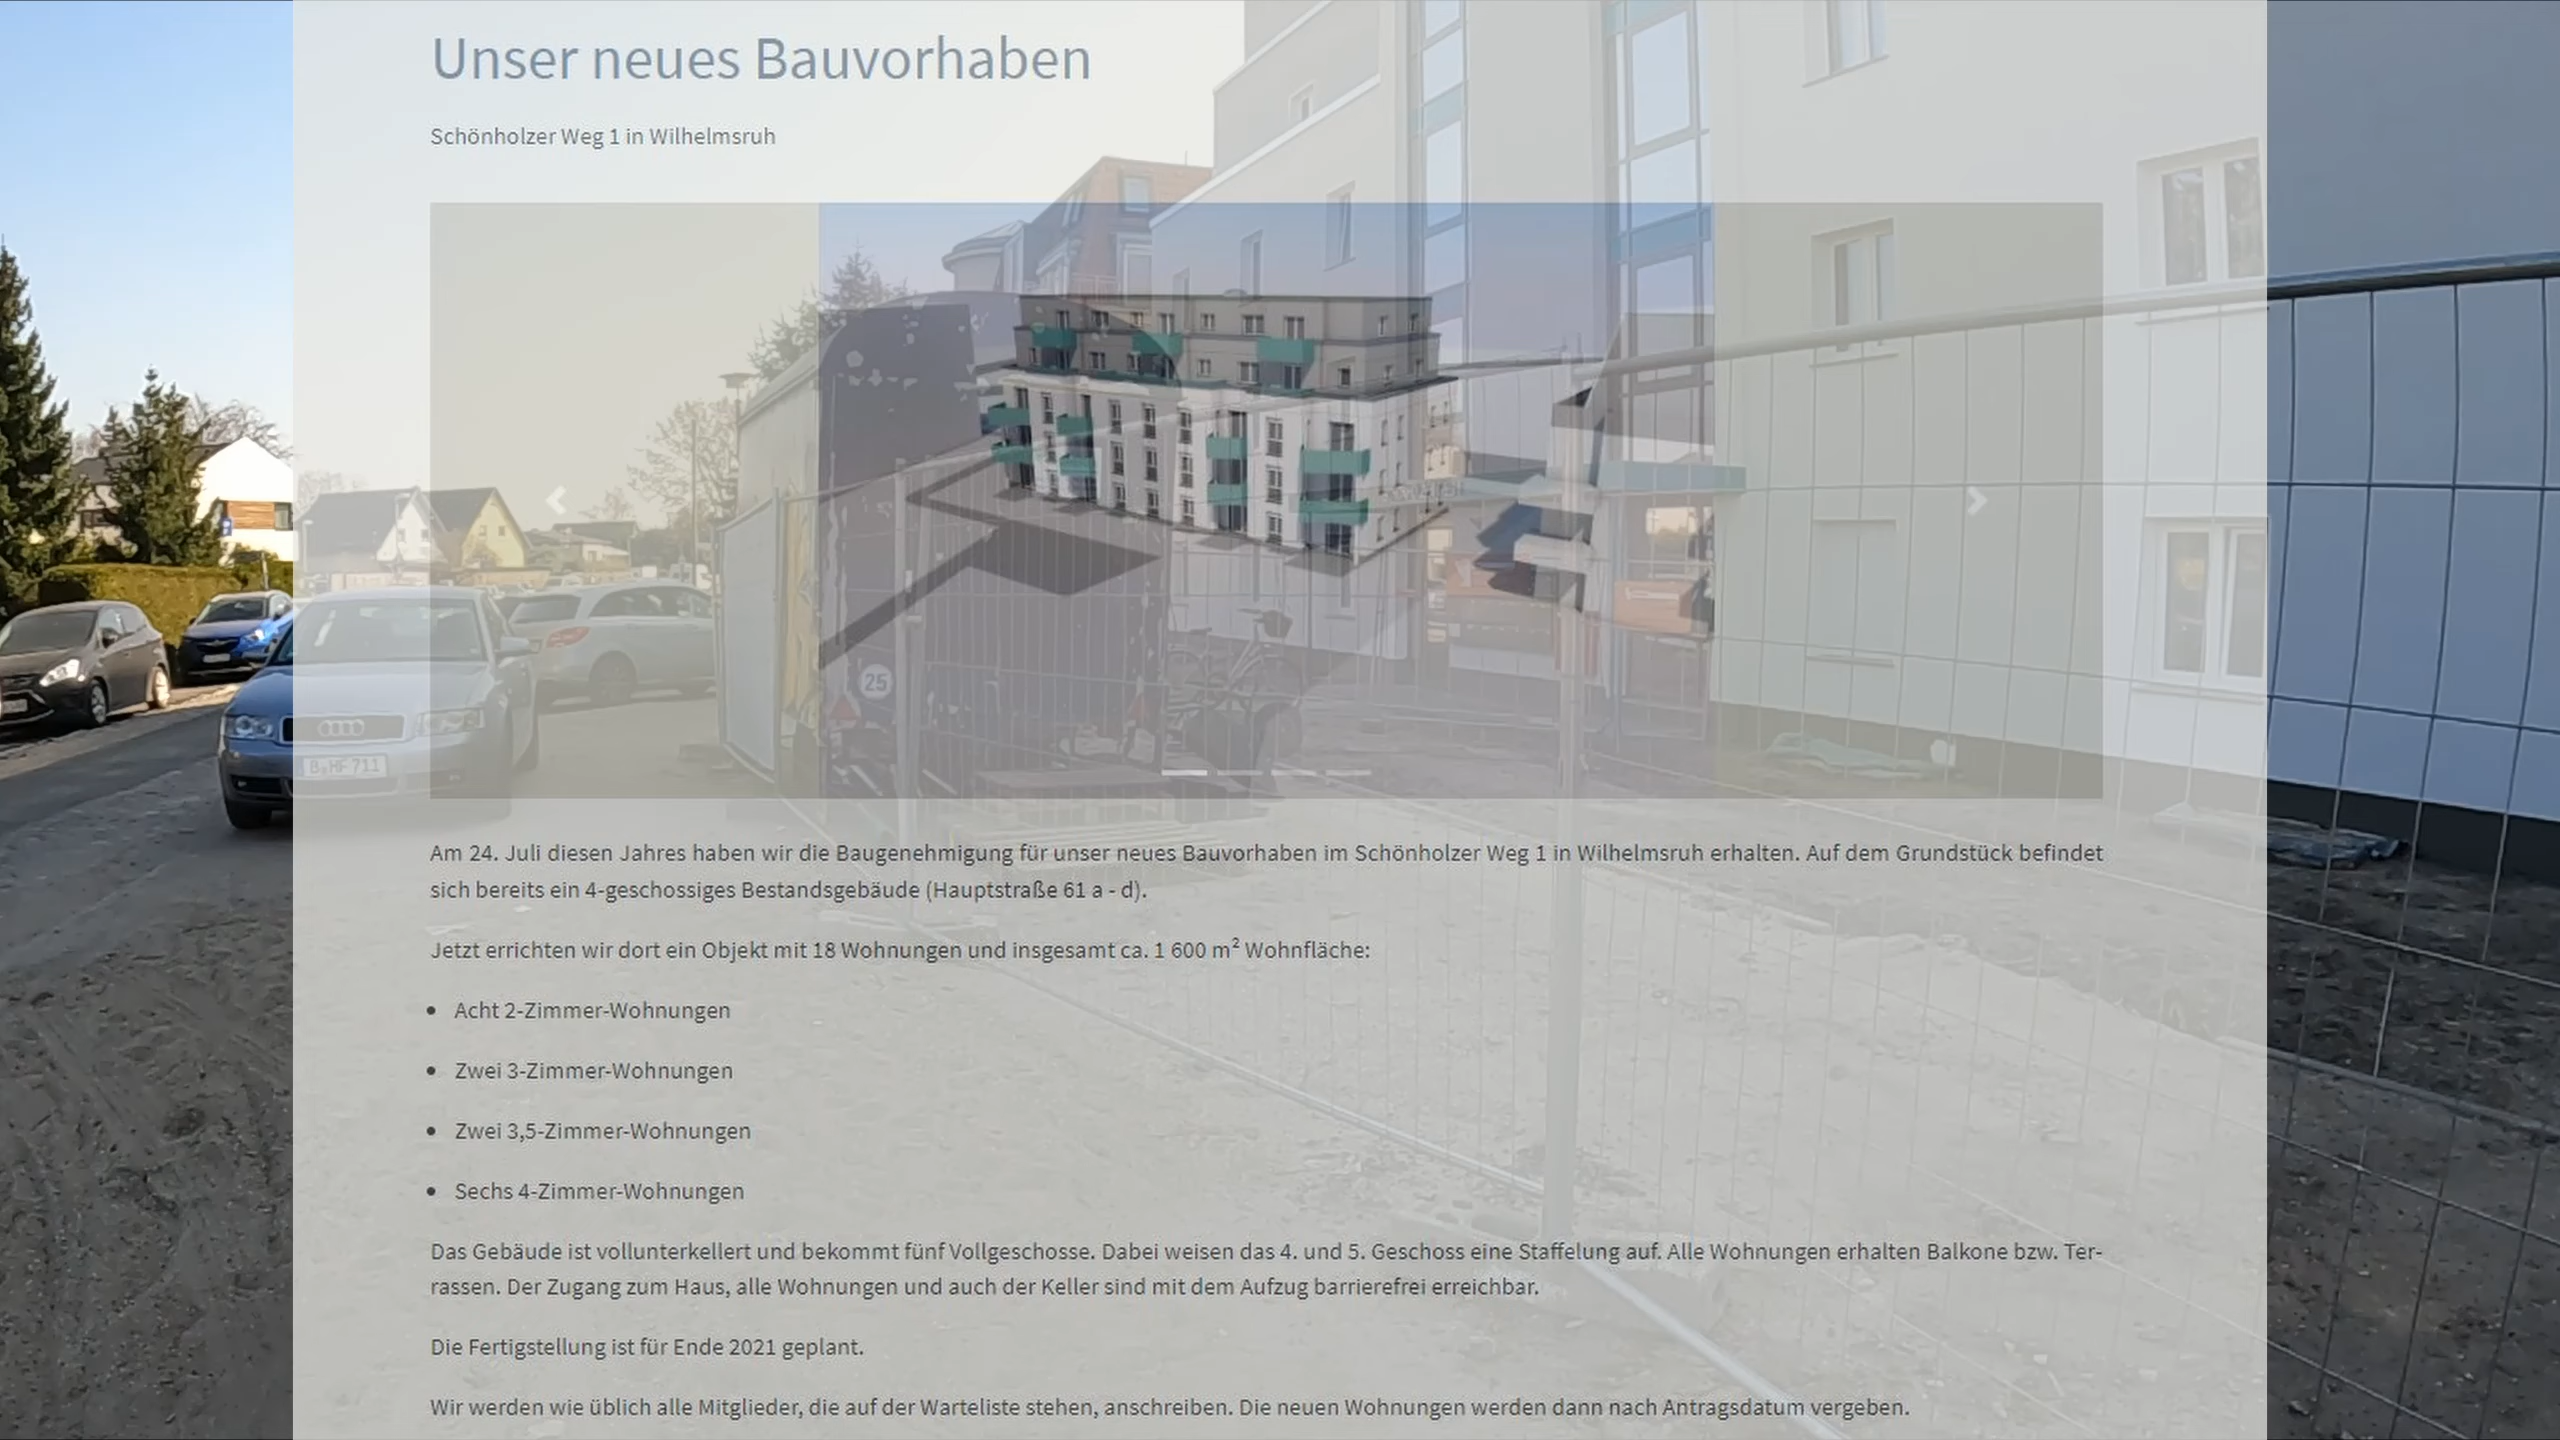 Unser neues Bauvorhaben
Schönholzer Weg 1 in Wilhelmsruh
25
B HF 711
Am 24. Juli diesen Jahres haben wir die Baugenehmigung für unser neues Bauvorhaben im Schönholzer Weg 1 in Wilhelmsruh erhalten. Auf dem Grundstück befindet
sich bereits ein 4-geschossiges Bestandsgebäude (Hauptstraße 61 a - d).
Jetzt errichten wir dort ein Objekt mit 18 Wohnungen und insgesamt ca. 1 600 m² Wohnfläche:
• Acht 2-Zimmer-Wohnungen
• Zwei 3-Zimmer-Wohnungen
• Zwei 3,5-Zimmer-Wohnungen
• Sechs 4-Zimmer-Wohnungen
Das Gebäude ist vollunterkellert und bekommt fünf Vollgeschosse. Dabei weisen das 4. und 5. Geschoss eine Staffelung auf. Alle Wohnungen erhalten Balkone bzw. Ter-
rassen. Der Zugang zum Haus, alle Wohnungen und auch der Keller sind mit dem Aufzug barrierefrei erreichbar.
Die Fertigstellung ist für Ende 2021 geplant.
Wir werden wie üblich alle Mitglieder, die auf der Warteliste stehen, anschreiben. Die neuen Wohnungen werden dann nach Antragsdatum vergeben.